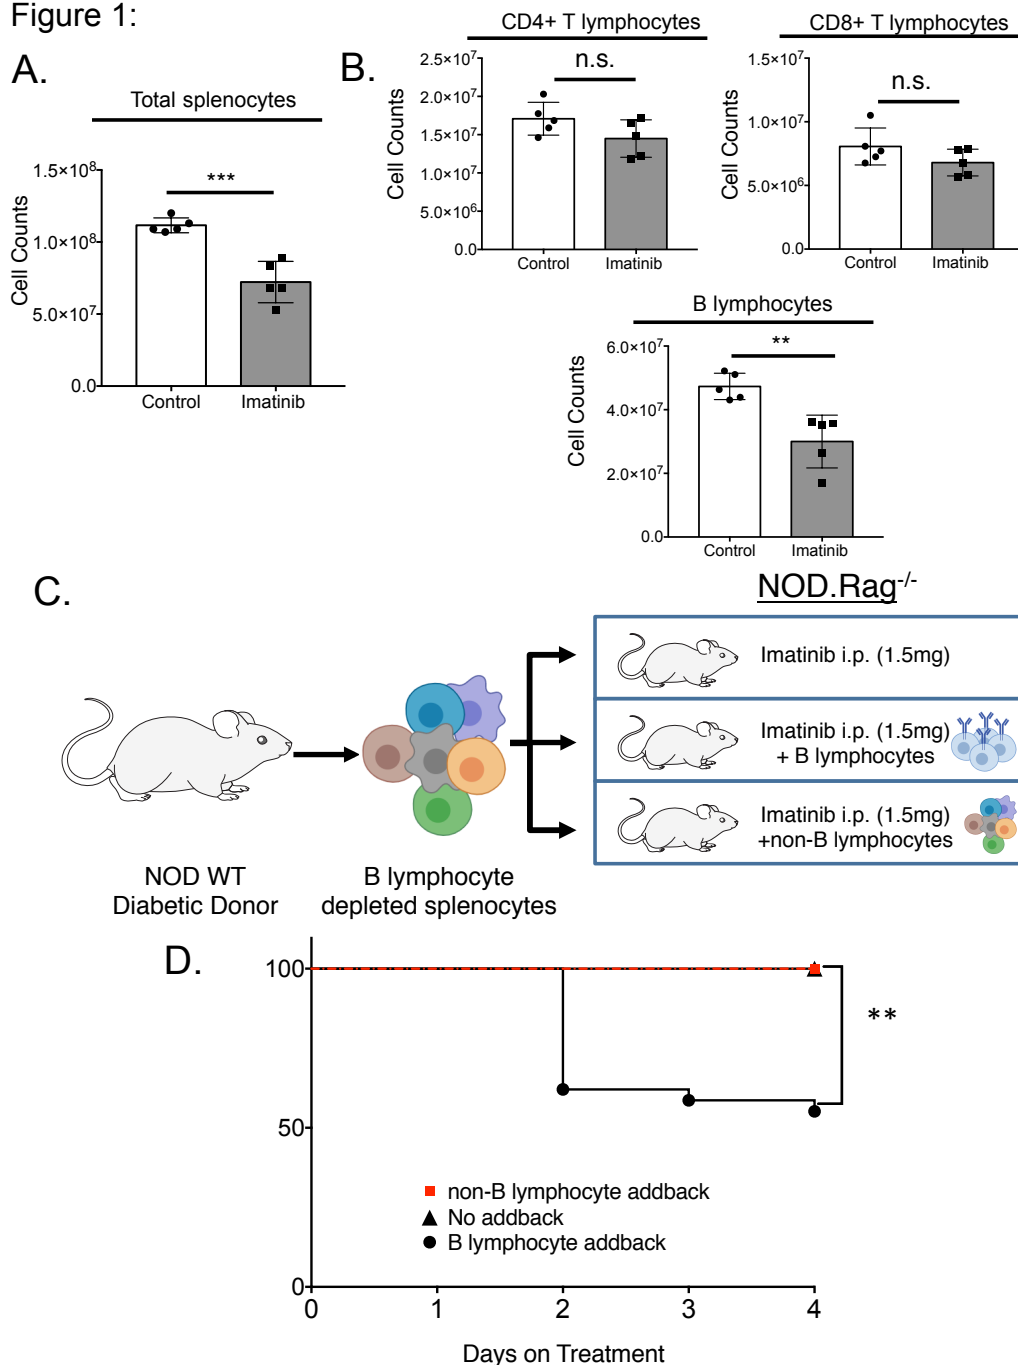 Figure 1:
A.
Total splenocytes
Cell Counts
1.5×10⁸
1.0×10⁸
5.0×10⁷
0.0
***
Control
Imatinib
B.
CD4+ T lymphocytes
Cell Counts
2.5×10⁷
2.0×10⁷
1.5×10⁷
1.0×10⁷
5.0×10⁶
0.0
n.s.
Control
Imatinib
CD8+ T lymphocytes
Cell Counts
1.5×10⁷
1.0×10⁷
5.0×10⁶
0.0
n.s.
Control
Imatinib
B lymphocytes
Cell Counts
6.0×10⁷
4.0×10⁷
2.0×10⁷
0.0
**
Control
Imatinib
C.
NOD.Rag⁻/⁻
Imatinib i.p. (1.5mg)
Imatinib i.p. (1.5mg)
+ B lymphocytes
Imatinib i.p. (1.5mg)
+non-B lymphocytes
NOD WT
Diabetic Donor
B lymphocyte
depleted splenocytes
D.
100
50
0
**
non-B lymphocyte addback
No addback
B lymphocyte addback
0 1 2 3 4
Days on Treatment